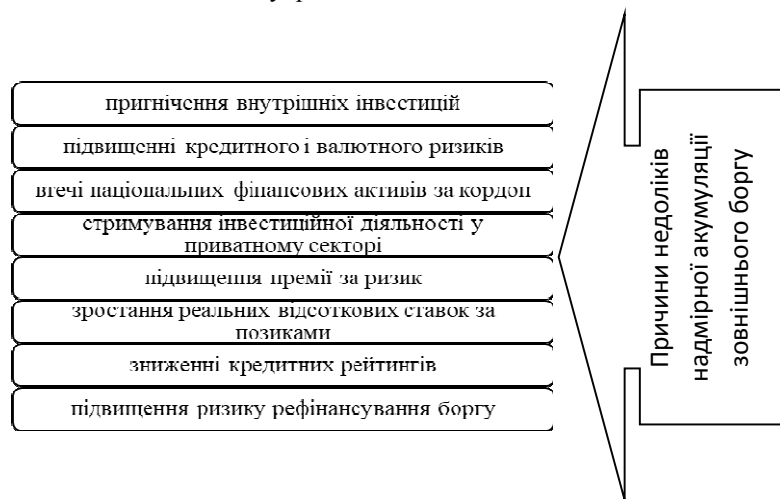 пригнічення внутрішніх інвестицій
підвищенні кредитного і валютного ризиків
втечі національних фінансових активів за кордон
стримування інвестиційної діяльності у
приватному секторі
підвищення премії за ризик
зростання реальних відсоткових ставок за
позиками
зниженні кредитних рейтингів
підвищення ризику рефінансування боргу
Причини недоліків
надмірної акумуляції
зовнішнього боргу